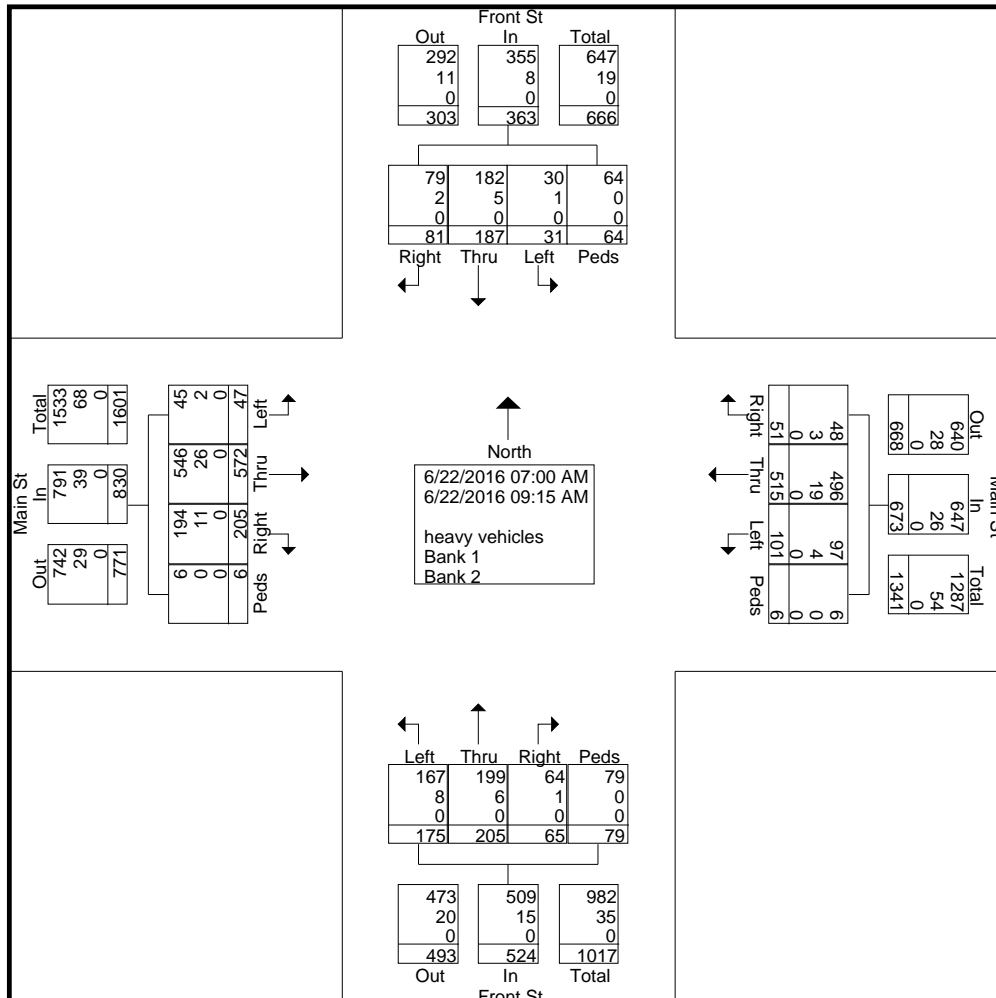 Front St
Out In Total
292 355 647
11 8 19
0 0 0
303 363 666
79 182 30 64
2 5 1 0
0 0 0 0
81 187 31 64
Right Thru Left Peds
Main St
Total
1533
68
0
1601
In
791
39
0
830
Out
742
29
0
771
45
2
0
47
Left
546
26
0
572
Thru
194
11
0
205
Right
6
0
0
6
Peds
North
6/22/2016 07:00 AM
6/22/2016 09:15 AM
heavy vehicles
Bank 1
Bank 2
Right
48
3
0
51
Thru
496
19
0
515
Left
97
4
0
101
Peds
6
0
0
6
Main St
Out
640
28
0
668
In
647
26
0
673
Total
1287
54
0
1341
Left Thru Right Peds
167 199 64 79
8 6 1 0
0 0 0 0
175 205 65 79
473 509 982
20 15 35
0 0 0
493 524 1017
Out In Total
Front St